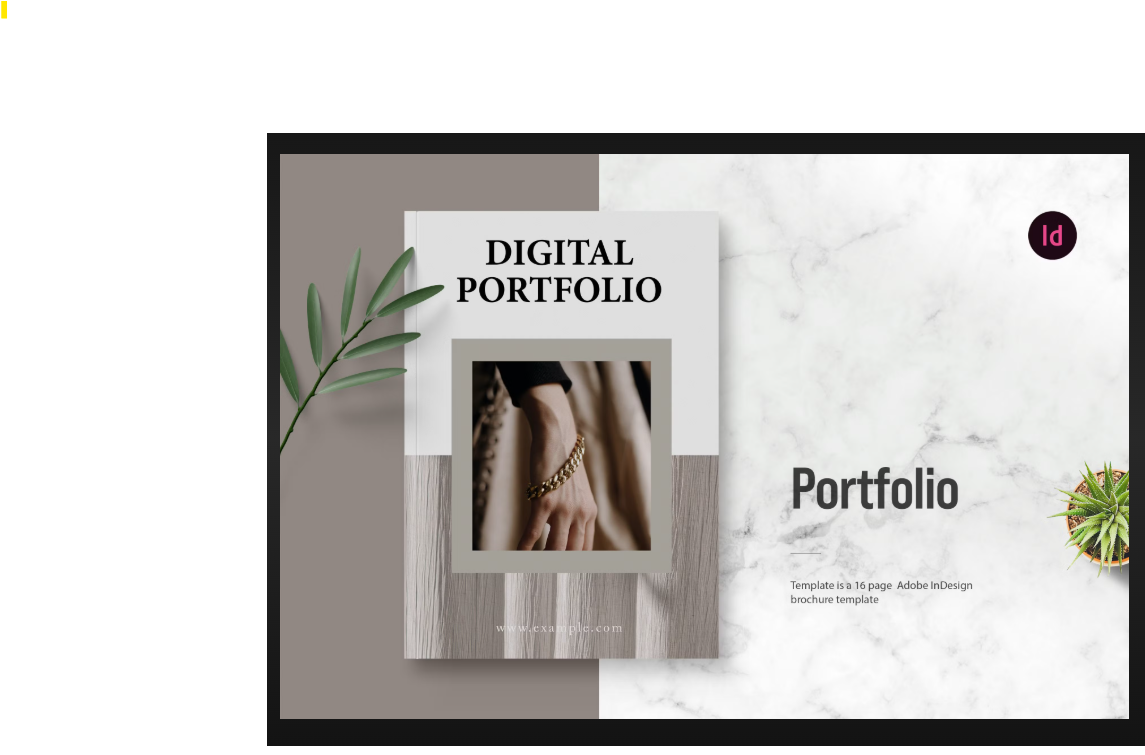 DIGITAL
PORTFOLIO
www.example.com
Id
Portfolio
Template is a 16 page  Adobe InDesign
brochure template